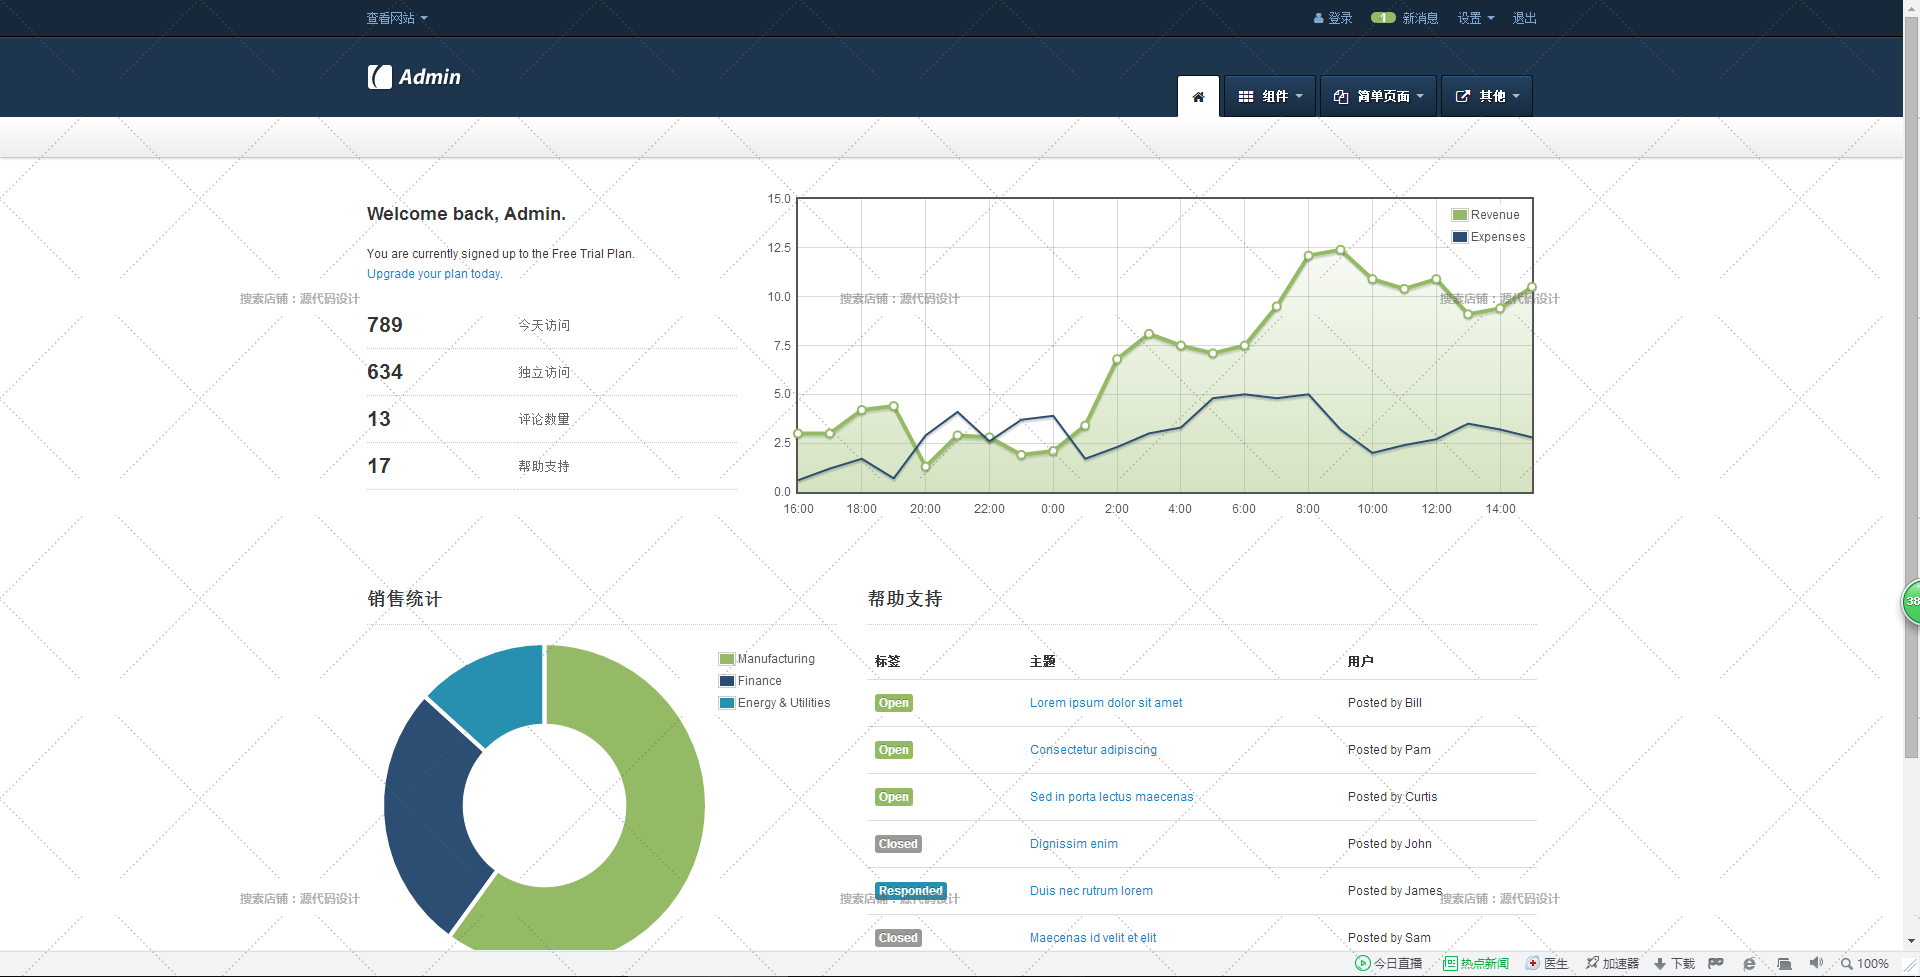 查看网站
登录
1 新消息
设置
退出
Admin
组件
简单页面
其他
Welcome back, Admin.
You are currently signed up to the Free Trial Plan.
Upgrade your plan today.
789 今天访问
634 独立访问
13 评论数量
17 帮助支持
15.0
12.5
10.0
7.5
5.0
2.5
0.0
16:00 18:00 20:00 22:00 0:00 2:00 4:00 6:00 8:00 10:00 12:00 14:00
Revenue
Expenses
搜索店铺：源代码设计
搜索店铺：源代码设计
搜索店铺：源代码设计
销售统计
Manufacturing
Finance
Energy & Utilities
帮助支持
标签 主题 用户
Open Lorem ipsum dolor sit amet Posted by Bill
Open Consectetur adipiscing Posted by Pam
Open Sed in porta lectus maecenas Posted by Curtis
Closed Dignissim enim Posted by John
Responded Duis nec rutrum lorem Posted by James
Closed Maecenas id velit et elit Posted by Sam
搜索店铺：源代码设计
搜索店铺：源代码设计
搜索店铺：源代码设计
38
今日直播 热点新闻 医生 加速器 下载 100%